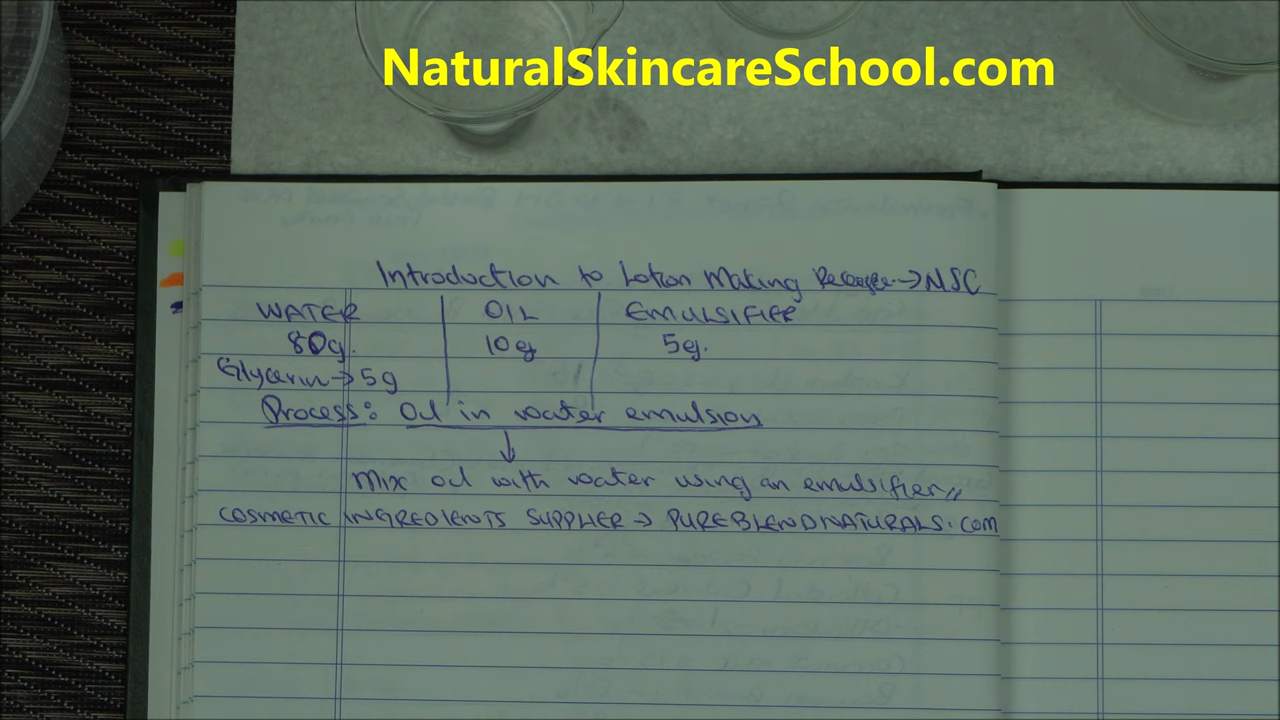 NaturalSkincareSchool.com
Introduction to Lotion Making → NSC
WATER OIL EMULSIFIER
80g. 10g 5g.
Glycerin → 5g
Process: Oil in water emulsion
↓
Mix oil with water using an emulsifier,,
COSMETIC INGREDIENTS SUPPLIER → PUREBLENDNATURALS.COM